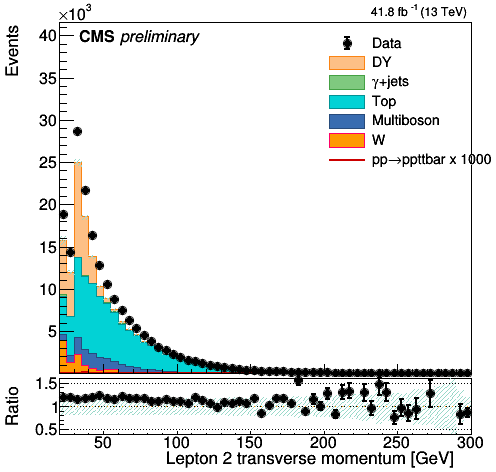 ×10³
41.8 fb⁻¹ (13 TeV)
CMS preliminary
Events
40
35
30
25
20
15
10
5
Data
DY
γ+jets
Top
Multiboson
W
pp→ppttbar x 1000
Ratio
1.5
1
0.5
50 100 150 200 250 300
Lepton 2 transverse momentum [GeV]